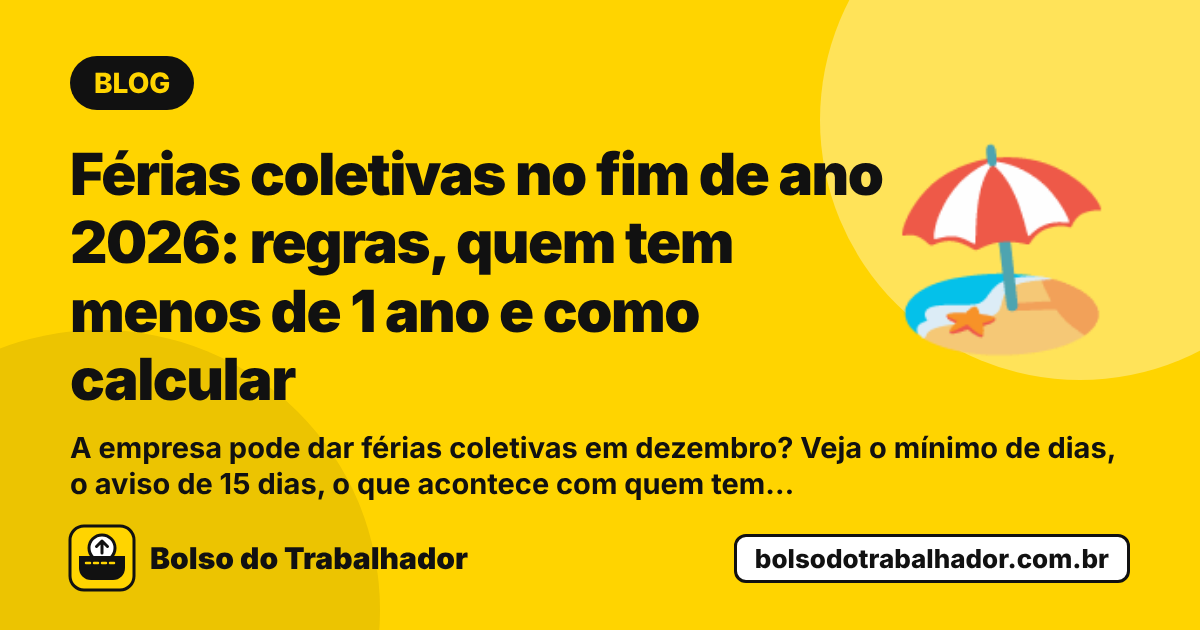 BLOG
Férias coletivas no fim de ano
2026: regras, quem tem
menos de 1 ano e como
calcular
A empresa pode dar férias coletivas em dezembro? Veja o mínimo de dias,
o aviso de 15 dias, o que acontece com quem tem...
Bolso do Trabalhador
bolsodotrabalhador.com.br